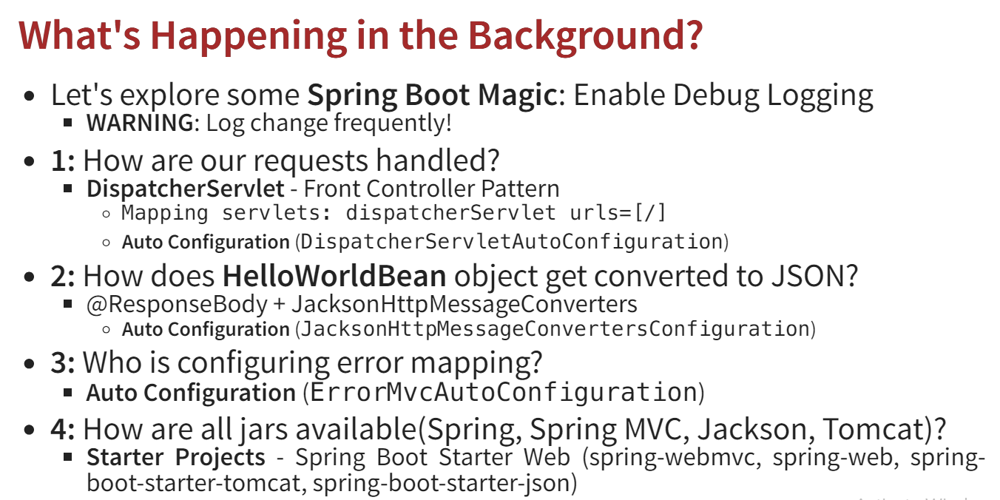 What's Happening in the Background?
Let's explore some Spring Boot Magic: Enable Debug Logging
WARNING: Log change frequently!
1: How are our requests handled?
DispatcherServlet - Front Controller Pattern
Mapping servlets: dispatcherServlet urls=[/]
Auto Configuration (DispatcherServletAutoConfiguration)
2: How does HelloWorldBean object get converted to JSON?
@ResponseBody + JacksonHttpMessageConverters
Auto Configuration (JacksonHttpMessageConvertersConfiguration)
3: Who is configuring error mapping?
Auto Configuration (ErrorMvcAutoConfiguration)
4: How are all jars available(Spring, Spring MVC, Jackson, Tomcat)?
Starter Projects - Spring Boot Starter Web (spring-webmvc, spring-web, spring-
boot-starter-tomcat, spring-boot-starter-json)